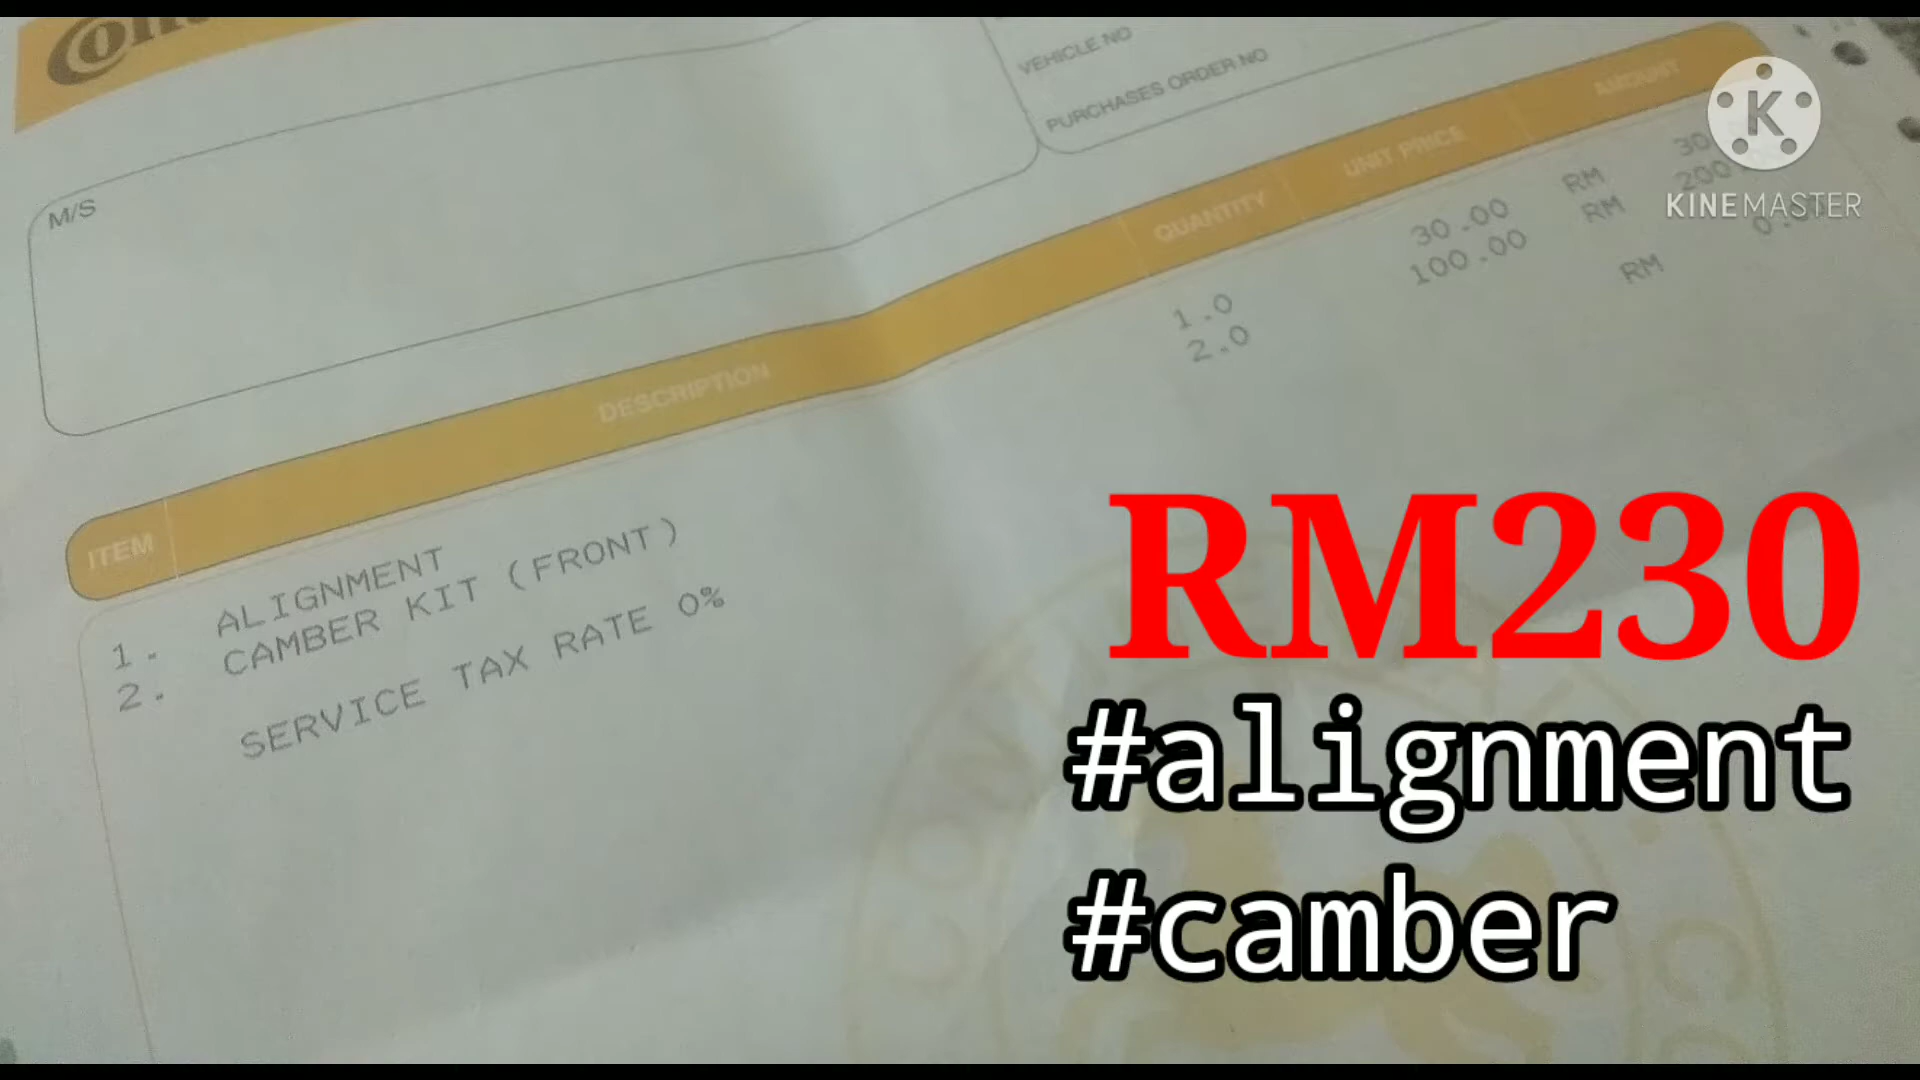 VEHICLE NO
PURCHASES ORDER NO
M/S
ITEM DESCRIPTION QUANTITY UNIT PRICE AMOUNT
1. ALIGNMENT 1.0 30.00 RM
2. CAMBER KIT (FRONT) 2.0 100.00 RM
SERVICE TAX RATE 0% RM
KINEMASTER
RM230
#alignment
#camber